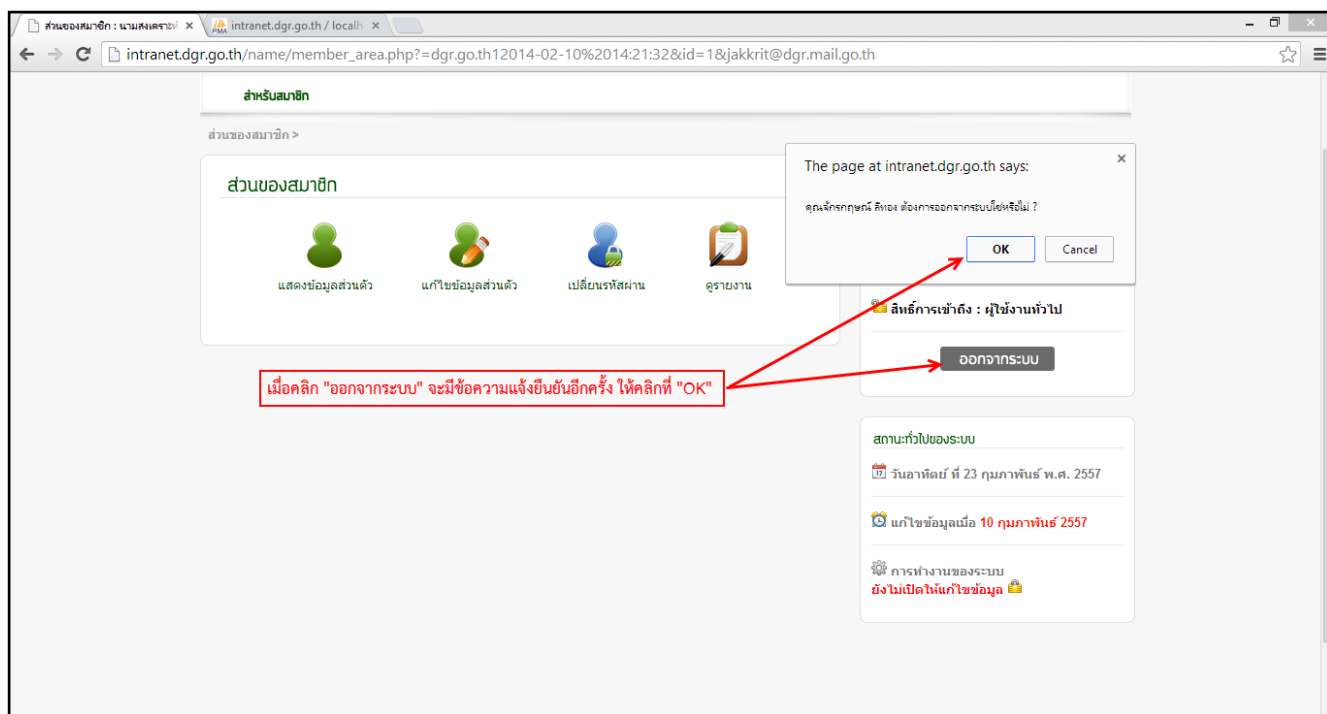 ส่วนของสมาชิก : นามสงเคราะห์
intranet.dgr.go.th / localh
intranet.dgr.go.th/name/member_area.php?=dgr.go.th12014-02-10%2014:21:32&id=1&jakkrit@dgr.mail.go.th
สำหรับสมาชิก
ส่วนของสมาชิก >
ส่วนของสมาชิก
แสดงข้อมูลส่วนตัว
แก้ไขข้อมูลส่วนตัว
เปลี่ยนรหัสผ่าน
ดูรายงาน
The page at intranet.dgr.go.th says:
คุณจักรกฤษณ์ สีทอง ต้องการออกจากระบบใช่หรือไม่ ?
OK
Cancel
สิทธิ์การเข้าถึง : ผู้ใช้งานทั่วไป
ออกจากระบบ
เมื่อคลิก "ออกจากระบบ" จะมีข้อความแจ้งยืนยันอีกครั้ง ให้คลิกที่ "OK"
สถานะทั่วไปของระบบ
17
วันอาทิตย์ ที่ 23 กุมภาพันธ์ พ.ศ. 2557
แก้ไขข้อมูลเมื่อ 10 กุมภาพันธ์ 2557
การทำงานของระบบ
ยังไม่เปิดให้แก้ไขข้อมูล